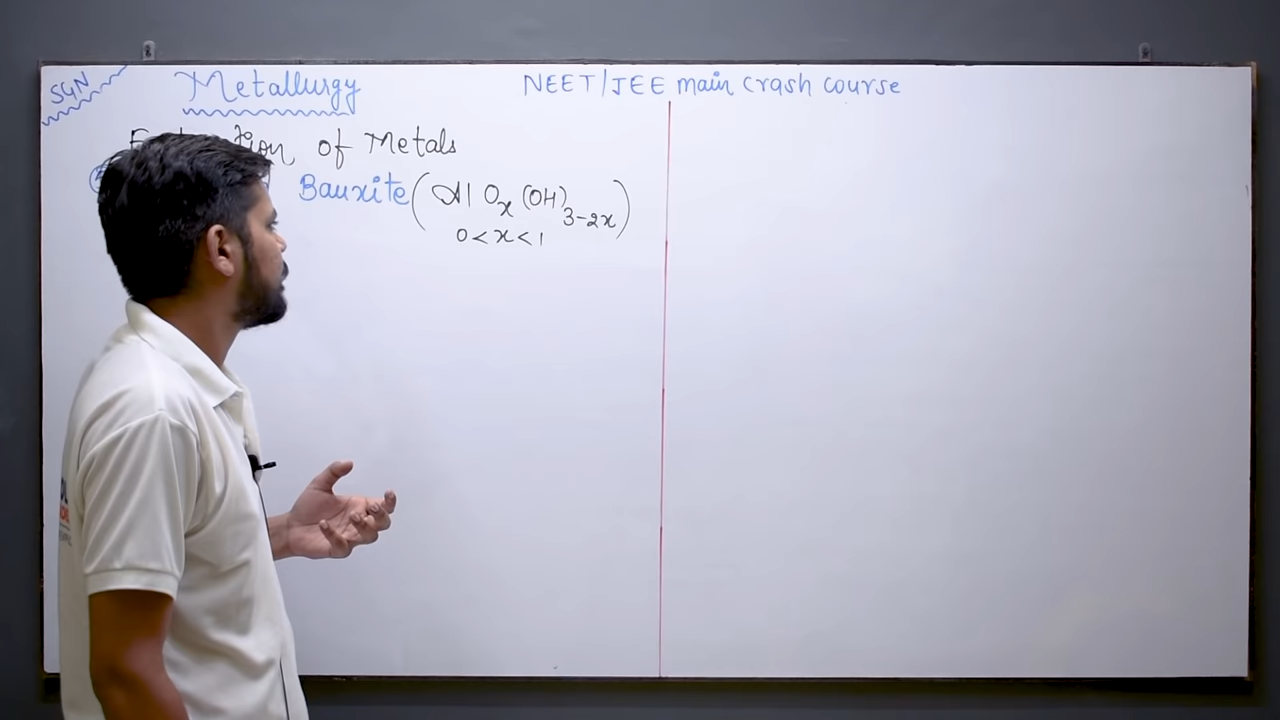 SGN
Metallurgy
NEET/JEE main crash course
of Metals
Bauxite (Al Oₓ (OH)₃₋₂ₓ)
0 < x < 1